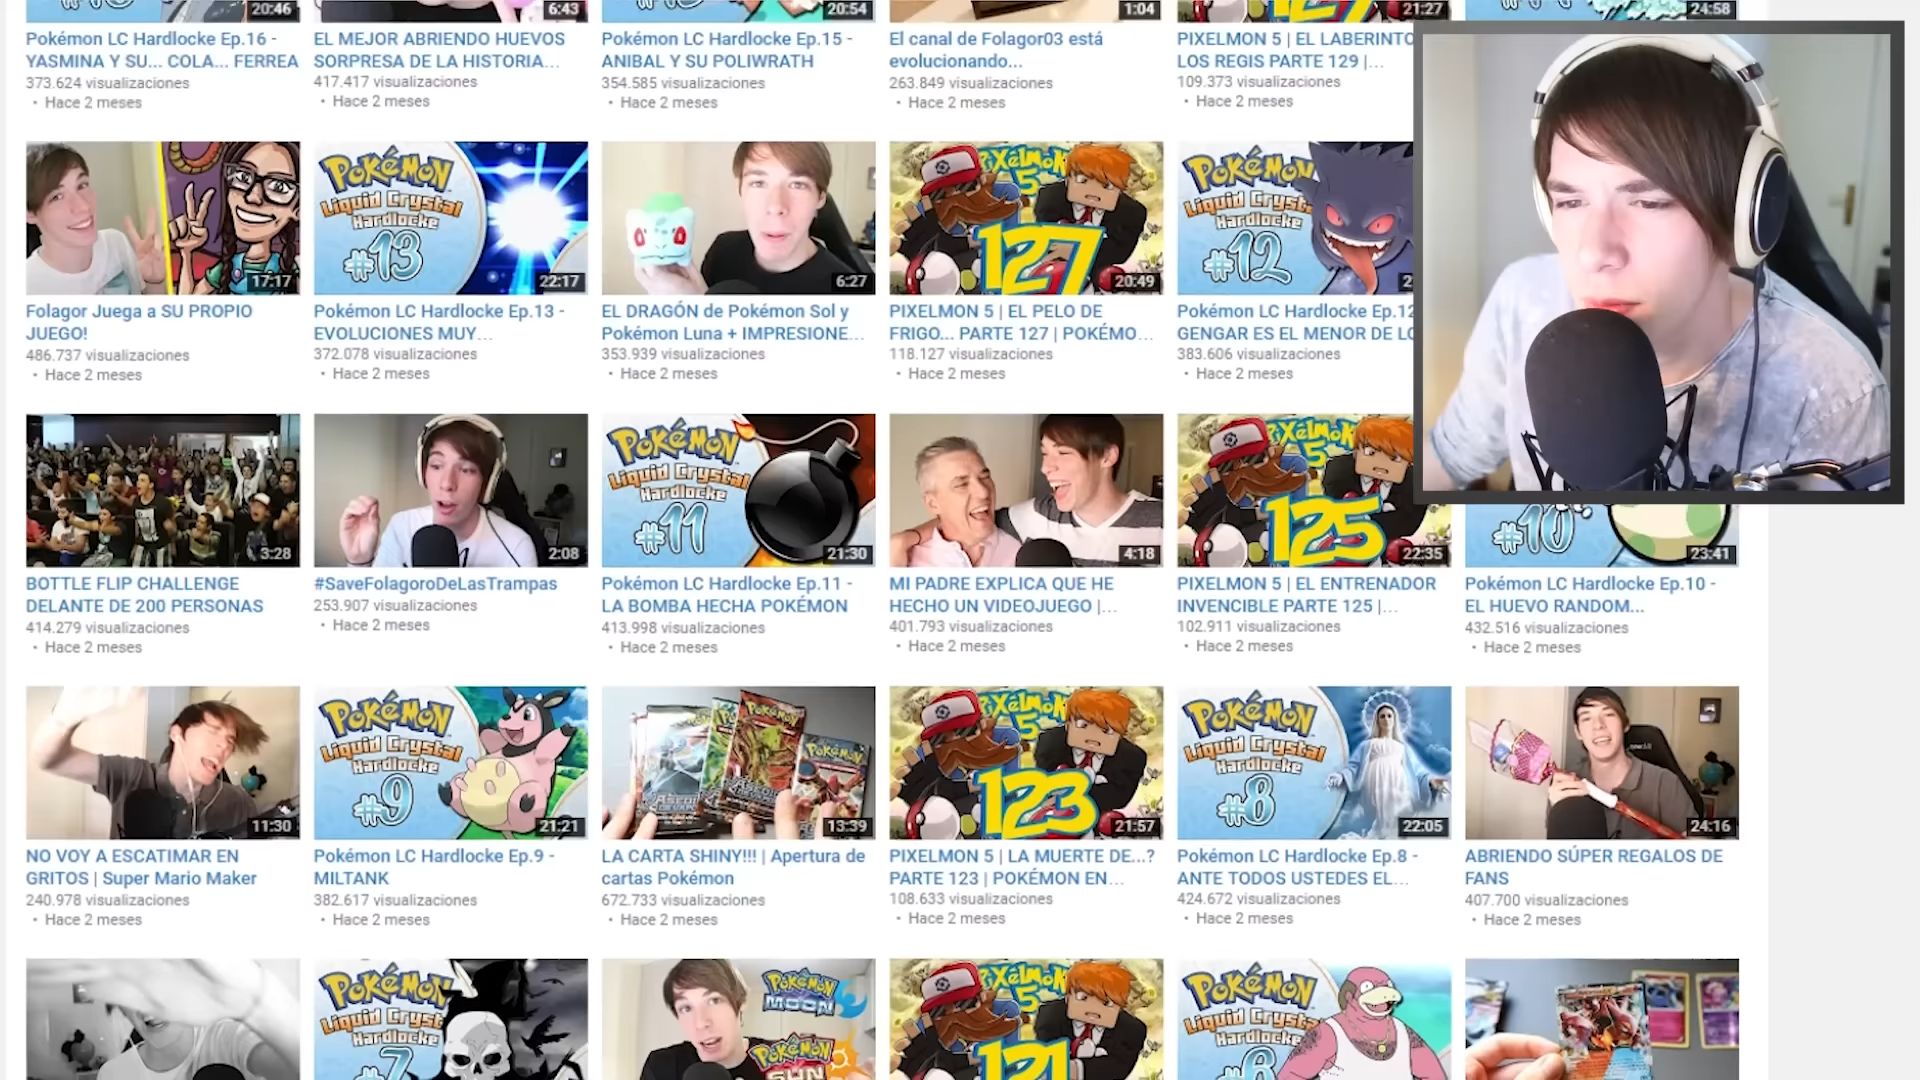 20:46
6:43
20:54
1:04
127
21:27
24:58
Pokémon LC Hardlocke Ep.16 -
YASMINA Y SU... COLA... FERREA
373.624 visualizaciones
• Hace 2 meses
EL MEJOR ABRIENDO HUEVOS
SORPRESA DE LA HISTORIA...
417.417 visualizaciones
• Hace 2 meses
Pokémon LC Hardlocke Ep.15 -
ANIBAL Y SU POLIWRATH
354.585 visualizaciones
• Hace 2 meses
El canal de Folagor03 está
evolucionando...
263.849 visualizaciones
• Hace 2 meses
PIXELMON 5 | EL LABERINTO
LOS REGIS PARTE 129 |...
109.373 visualizaciones
• Hace 2 meses
17:17
Folagor Juega a SU PROPIO
JUEGO!
486.737 visualizaciones
• Hace 2 meses
POKéMON
Liquid Crystal
Hardlocke
#13
22:17
Pokémon LC Hardlocke Ep.13 -
EVOLUCIONES MUY...
372.078 visualizaciones
• Hace 2 meses
6:27
EL DRAGÓN de Pokémon Sol y
Pokémon Luna + IMPRESIONE...
353.939 visualizaciones
• Hace 2 meses
PiXéLMON
5
127
20:49
PIXELMON 5 | EL PELO DE
FRIGO... PARTE 127 | POKÉMO...
118.127 visualizaciones
• Hace 2 meses
POKéMON
Liquid Crys
Hardlocke
#12
Pokémon LC Hardlocke Ep.12
GENGAR ES EL MENOR DE LO
383.606 visualizaciones
• Hace 2 meses
3:28
BOTTLE FLIP CHALLENGE
DELANTE DE 200 PERSONAS
414.279 visualizaciones
• Hace 2 meses
2:08
#SaveFolagoroDeLasTrampas
253.907 visualizaciones
• Hace 2 meses
POKéMON
Liquid Crystal
Hardlocke
#11
21:30
Pokémon LC Hardlocke Ep.11 -
LA BOMBA HECHA POKÉMON
413.998 visualizaciones
• Hace 2 meses
4:18
MI PADRE EXPLICA QUE HE
HECHO UN VIDEOJUEGO |...
401.793 visualizaciones
• Hace 2 meses
PiXéLMON
5
125
22:35
PIXELMON 5 | EL ENTRENADOR
INVENCIBLE PARTE 125 |...
102.911 visualizaciones
• Hace 2 meses
#10
23:41
Pokémon LC Hardlocke Ep.10 -
EL HUEVO RANDOM...
432.516 visualizaciones
• Hace 2 meses
11:30
NO VOY A ESCATIMAR EN
GRITOS | Super Mario Maker
240.978 visualizaciones
• Hace 2 meses
POKéMON
Liquid Crystal
Hardlocke
#9
21:21
Pokémon LC Hardlocke Ep.9 -
MILTANK
382.617 visualizaciones
• Hace 2 meses
POKéMON
POKéMON
13:39
LA CARTA SHINY!!! | Apertura de
cartas Pokémon
672.733 visualizaciones
• Hace 2 meses
PiXéLMON
5
123
21:57
PIXELMON 5 | LA MUERTE DE...?
PARTE 123 | POKÉMON EN...
108.633 visualizaciones
• Hace 2 meses
POKéMON
Liquid Crystal
Hardlocke
#8
22:05
Pokémon LC Hardlocke Ep.8 -
ANTE TODOS USTEDES EL...
424.672 visualizaciones
• Hace 2 meses
24:16
ABRIENDO SÚPER REGALOS DE
FANS
407.700 visualizaciones
• Hace 2 meses
POKéMON
Liquid Cryst
Hardlocke
#7
POKéMON
MOON
POKéMON
SUN
PiXéLMON
5
121
POKéMON
Liquid Crysta
Hardlocke
#6